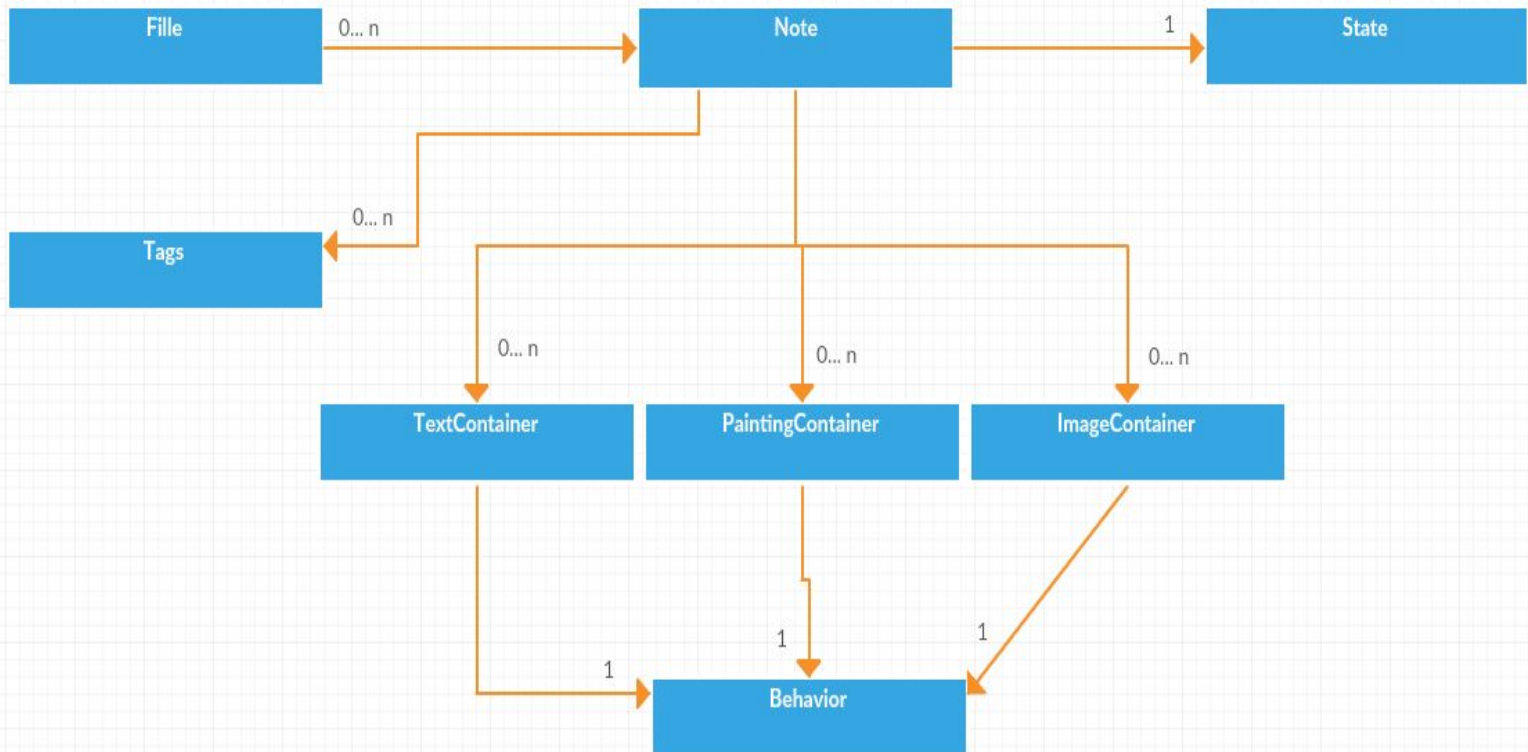 Fille
0... n
Note
1
State
0... n
Tags
0... n
0... n
0... n
TextContainer
PaintingContainer
ImageContainer
1
1
1
Behavior